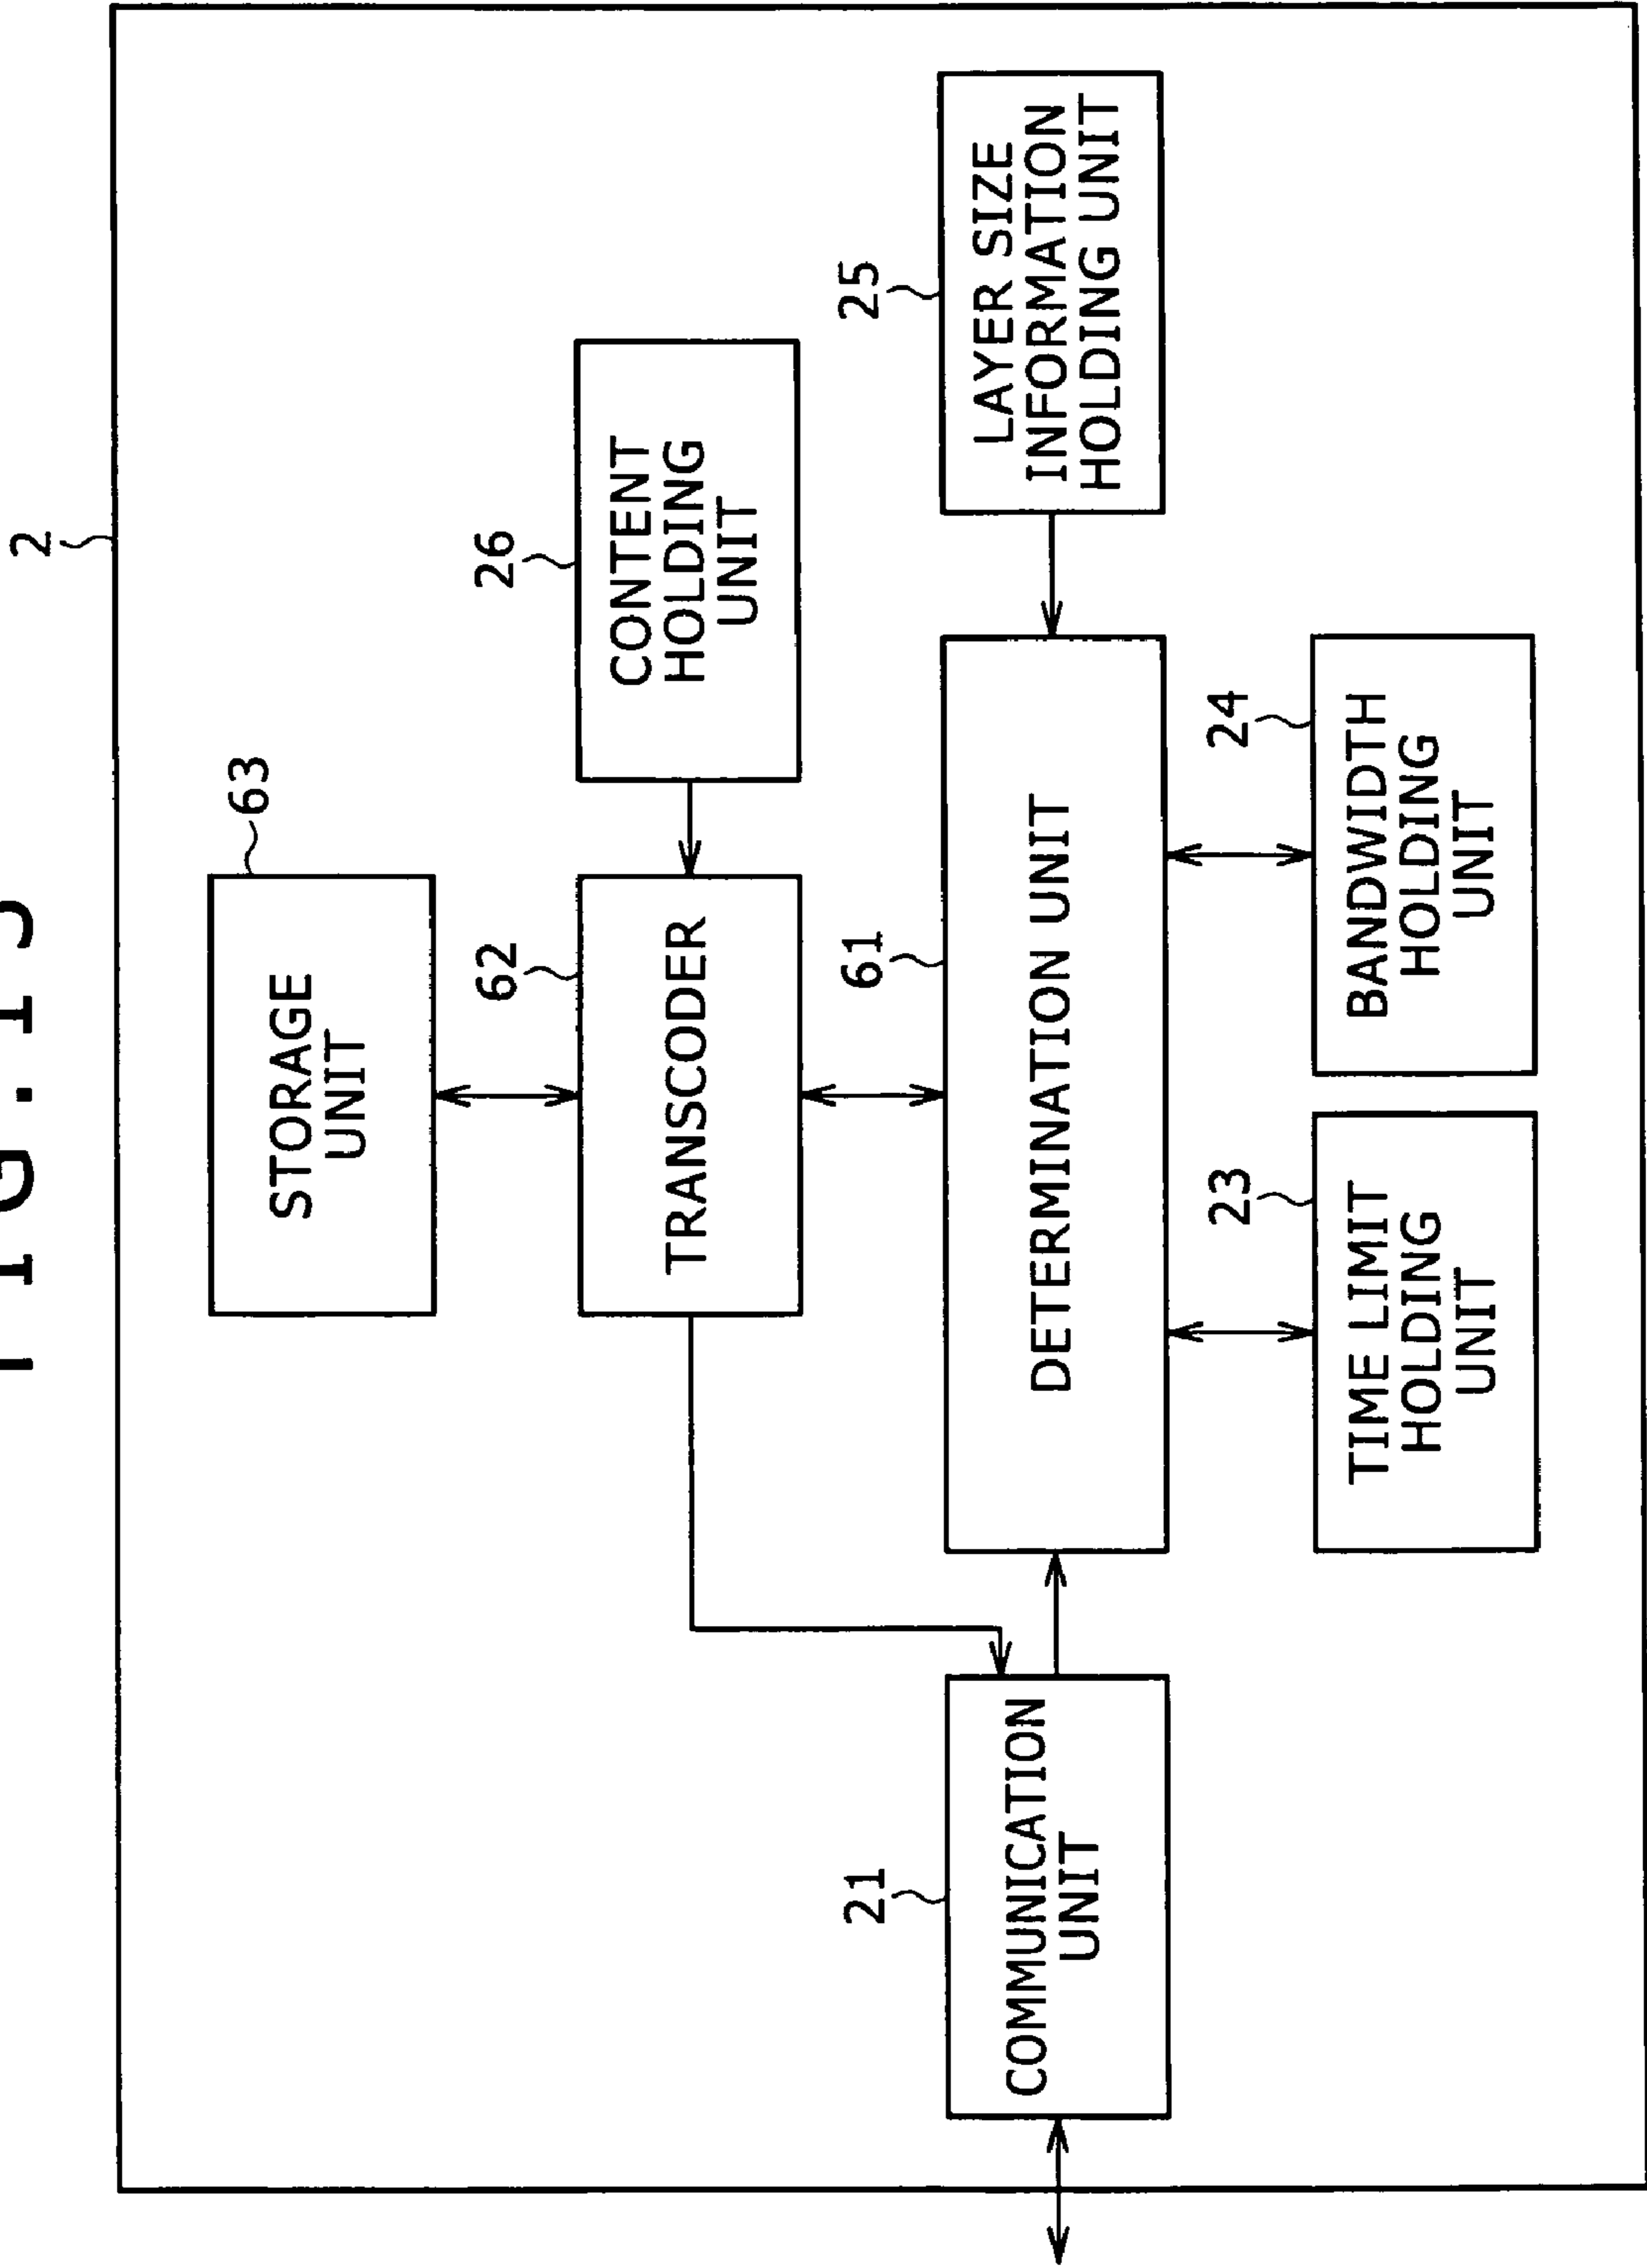 2
63
STORAGE
UNIT
62
26
TRANSCODER
CONTENT
HOLDING
UNIT
21
61
25
COMMUNICATION
UNIT
DETERMINATION UNIT
LAYER SIZE
INFORMATION
HOLDING UNIT
23
24
TIME LIMIT
HOLDING
UNIT
BANDWIDTH
HOLDING
UNIT